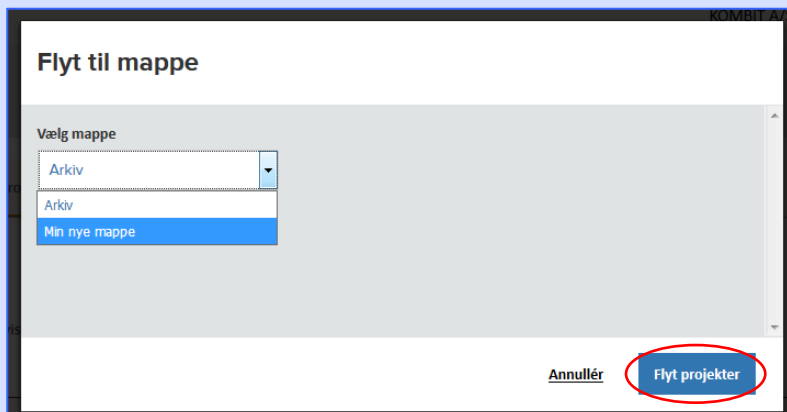 KOMBIT A/
Flyt til mappe
Vælg mappe
Arkiv
Arkiv
Min nye mappe
Annullér
Flyt projekter